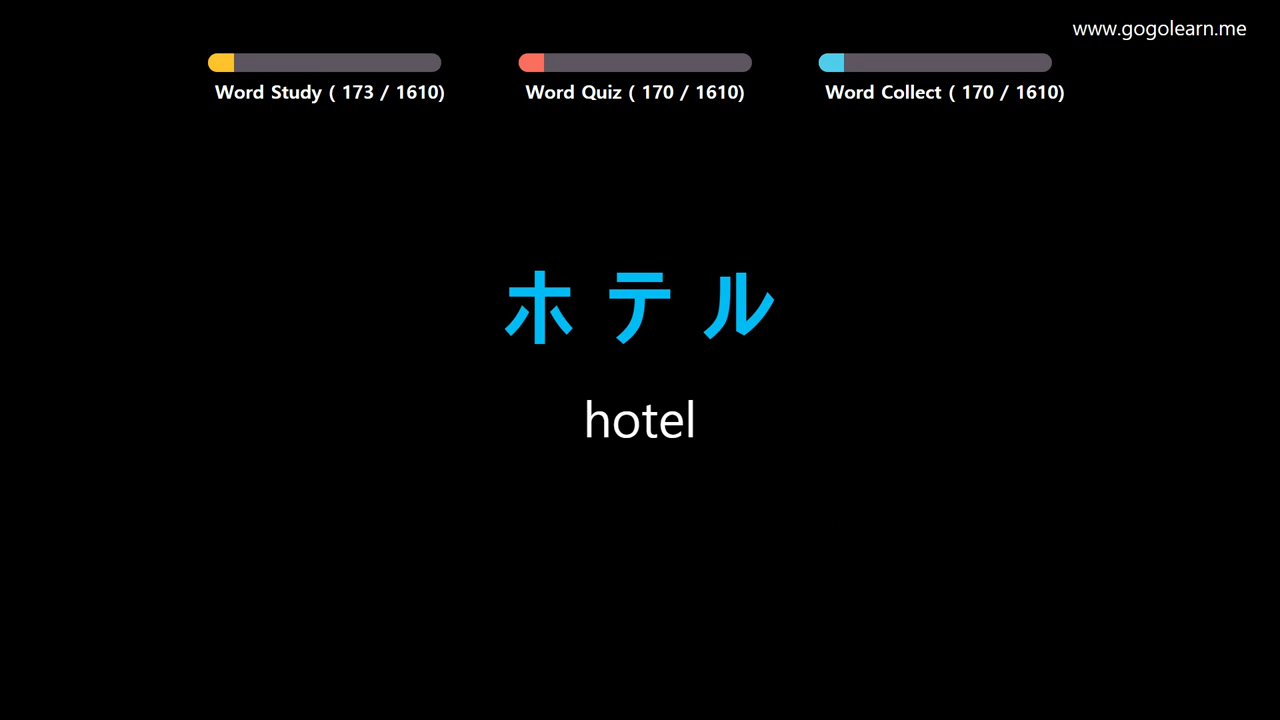 www.gogolearn.me
Word Study ( 173 / 1610)
Word Quiz ( 170 / 1610)
Word Collect ( 170 / 1610)
ホテル
hotel